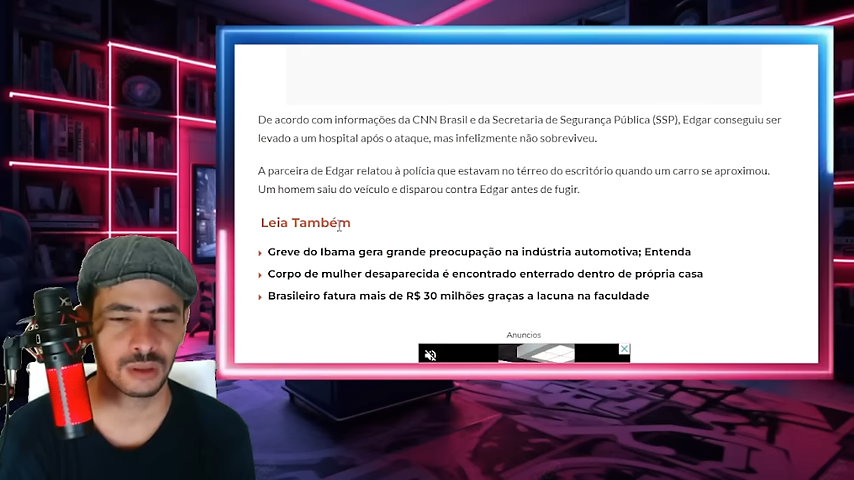 De acordo com informações da CNN Brasil e da Secretaria de Segurança Pública (SSP), Edgar conseguiu ser
levado a um hospital após o ataque, mas infelizmente não sobreviveu.
A parceira de Edgar relatou à polícia que estavam no térreo do escritório quando um carro se aproximou.
Um homem saiu do veículo e disparou contra Edgar antes de fugir.
Leia Também
Greve do Ibama gera grande preocupação na indústria automotiva; Entenda
Corpo de mulher desaparecida é encontrado enterrado dentro de própria casa
Brasileiro fatura mais de R$ 30 milhões graças a lacuna na faculdade
Anuncios